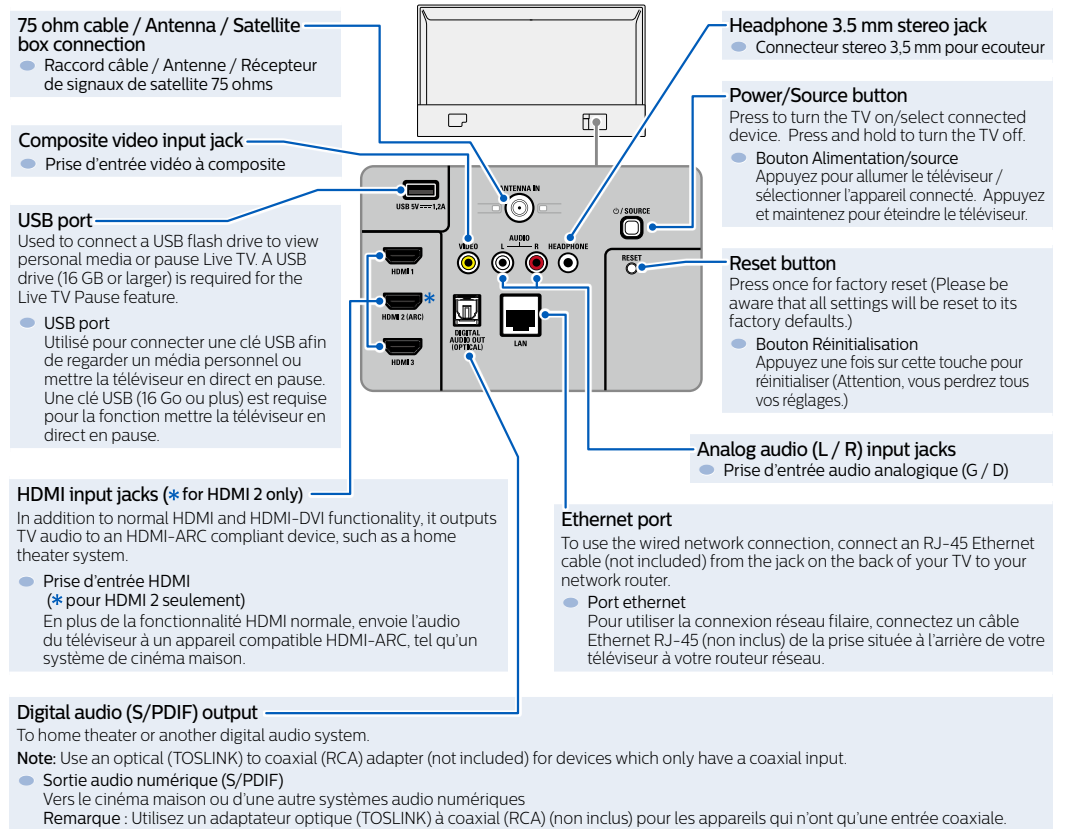 75 ohm cable / Antenna / Satellite
box connection
Raccord câble / Antenne / Récepteur
de signaux de satellite 75 ohms
Composite video input jack
Prise d'entrée vidéo à composite
USB port
Used to connect a USB flash drive to view
personal media or pause Live TV. A USB
drive (16 GB or larger) is required for the
Live TV Pause feature.
USB port
Utilisé pour connecter une clé USB afin
de regarder un média personnel ou
mettre la téléviseur en direct en pause.
Une clé USB (16 Go ou plus) est requise
pour la fonction mettre la téléviseur en
direct en pause.
HDMI input jacks (* for HDMI 2 only)
In addition to normal HDMI and HDMI-DVI functionality, it outputs
TV audio to an HDMI-ARC compliant device, such as a home
theater system.
Prise d'entrée HDMI
(* pour HDMI 2 seulement)
En plus de la fonctionnalité HDMI normale, envoie l'audio
du téléviseur à un appareil compatible HDMI-ARC, tel qu'un
système de cinéma maison.
USB 5V 1,2A
ANTENNA IN
/ SOURCE
VIDEO
AUDIO
L R
HEADPHONE
RESET
HDMI 1
HDMI 2 (ARC)
*
HDMI 3
DIGITAL
AUDIO OUT
(OPTICAL)
LAN
Headphone 3.5 mm stereo jack
Connecteur stereo 3,5 mm pour ecouteur
Power/Source button
Press to turn the TV on/select connected
device. Press and hold to turn the TV off.
Bouton Alimentation/source
Appuyez pour allumer le téléviseur /
sélectionner l'appareil connecté. Appuyez
et maintenez pour éteindre le téléviseur.
Reset button
Press once for factory reset (Please be
aware that all settings will be reset to its
factory defaults.)
Bouton Réinitialisation
Appuyez une fois sur cette touche pour
réinitialiser (Attention, vous perdrez tous
vos réglages.)
Analog audio (L / R) input jacks
Prise d'entrée audio analogique (G / D)
Ethernet port
To use the wired network connection, connect an RJ-45 Ethernet
cable (not included) from the jack on the back of your TV to your
network router.
Port ethernet
Pour utiliser la connexion réseau filaire, connectez un câble
Ethernet RJ-45 (non inclus) de la prise située à l'arrière de votre
téléviseur à votre routeur réseau.
Digital audio (S/PDIF) output
To home theater or another digital audio system.
Note: Use an optical (TOSLINK) to coaxial (RCA) adapter (not included) for devices which only have a coaxial input.
Sortie audio numérique (S/PDIF)
Vers le cinéma maison ou d'une autre systèmes audio numériques
Remarque : Utilisez un adaptateur optique (TOSLINK) à coaxial (RCA) (non inclus) pour les appareils qui n'ont qu'une entrée coaxiale.